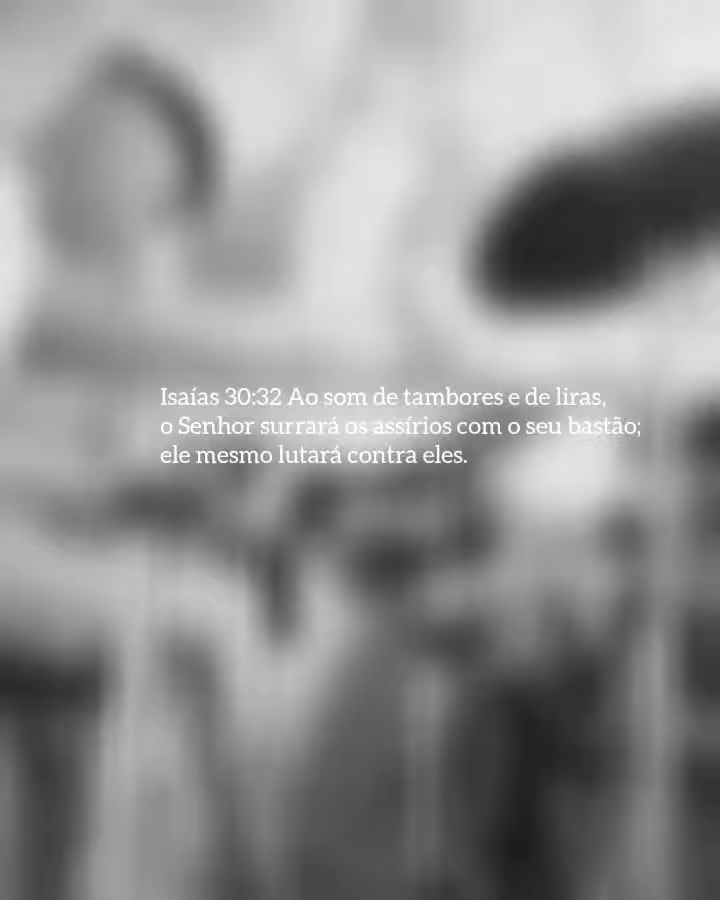 Isaías 30:32 Ao som de tambores e de liras,
o Senhor surrará os assírios com o seu bastão;
ele mesmo lutará contra eles.